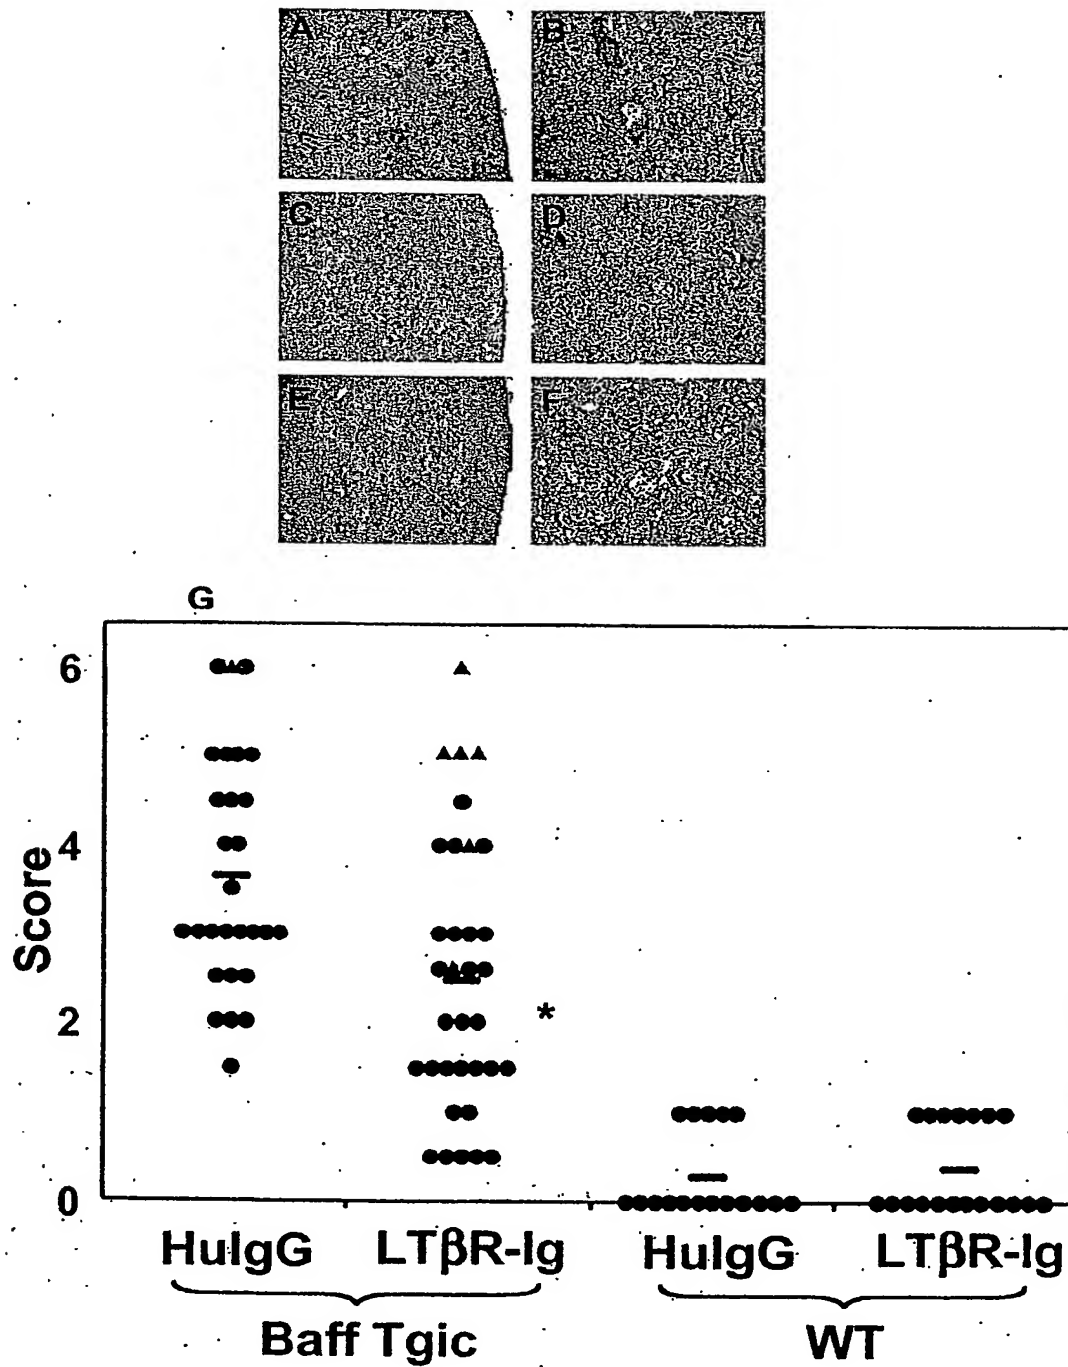 A B
C D
E F
G
6
4
2
0
Score
*
HuIgG LTβR-Ig HuIgG LTβR-Ig
Baff Tgic WT